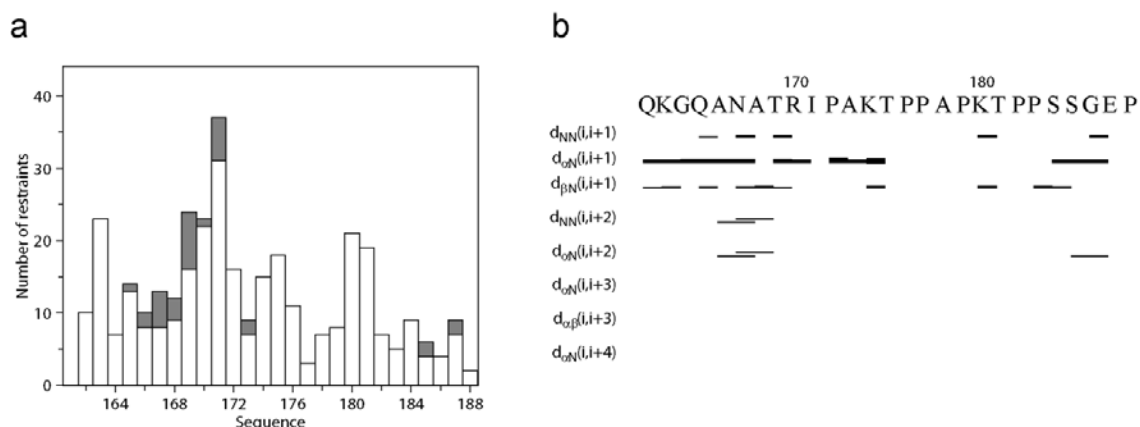 a
Number of restraints
40
30
20
10
0
164 168 172 176 180 184 188
Sequence
b
170 180
QKGQANATRI PAKTPPAPKTPPSSGEP
dNN(i,i+1)
dαN(i,i+1)
dβN(i,i+1)
dNN(i,i+2)
dαN(i,i+2)
dαN(i,i+3)
dαβ(i,i+3)
dαN(i,i+4)